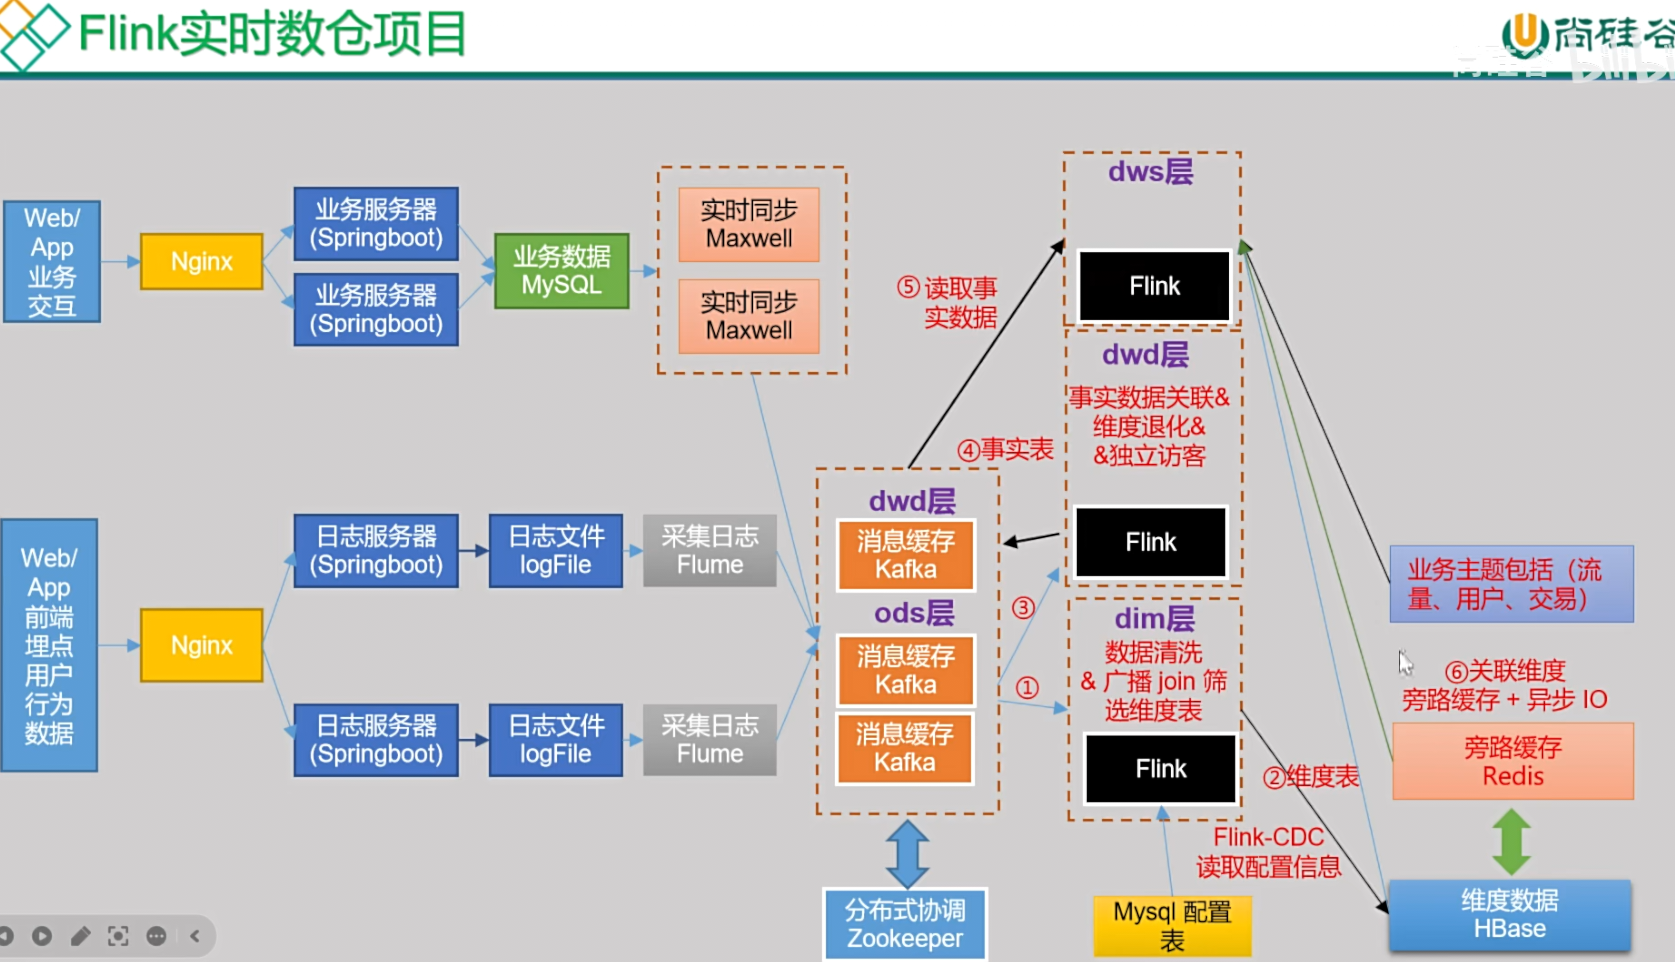 Flink实时数仓项目
尚硅谷
尚硅谷
bilibi
Web/
App
业务
交互
Nginx
业务服务器
(Springboot)
业务服务器
(Springboot)
业务数据
MySQL
实时同步
Maxwell
实时同步
Maxwell
Web/
App
前端
埋点
用户
行为
数据
Nginx
日志服务器
(Springboot)
日志文件
logFile
采集日志
Flume
日志服务器
(Springboot)
日志文件
logFile
采集日志
Flume
dwd层
消息缓存
Kafka
ods层
消息缓存
Kafka
消息缓存
Kafka
分布式协调
Zookeeper
⑤读取事
实数据
④事实表
③
①
dws层
Flink
dwd层
事实数据关联&
维度退化&
&独立访客
Flink
dim层
数据清洗
& 广播 join 筛
选维度表
Flink
②维度表
Flink-CDC
读取配置信息
Mysql 配置
表
业务主题包括（流
量、用户、交易）
⑥关联维度
旁路缓存 + 异步 IO
旁路缓存
Redis
维度数据
HBase